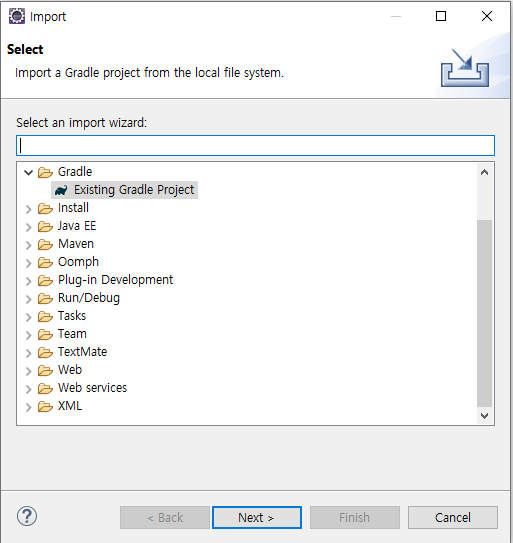 Import
Select
Import a Gradle project from the local file system.
Select an import wizard:
Gradle
Existing Gradle Project
Install
Java EE
Maven
Oomph
Plug-in Development
Run/Debug
Tasks
Team
TextMate
Web
Web services
XML
?
< Back
Next >
Finish
Cancel